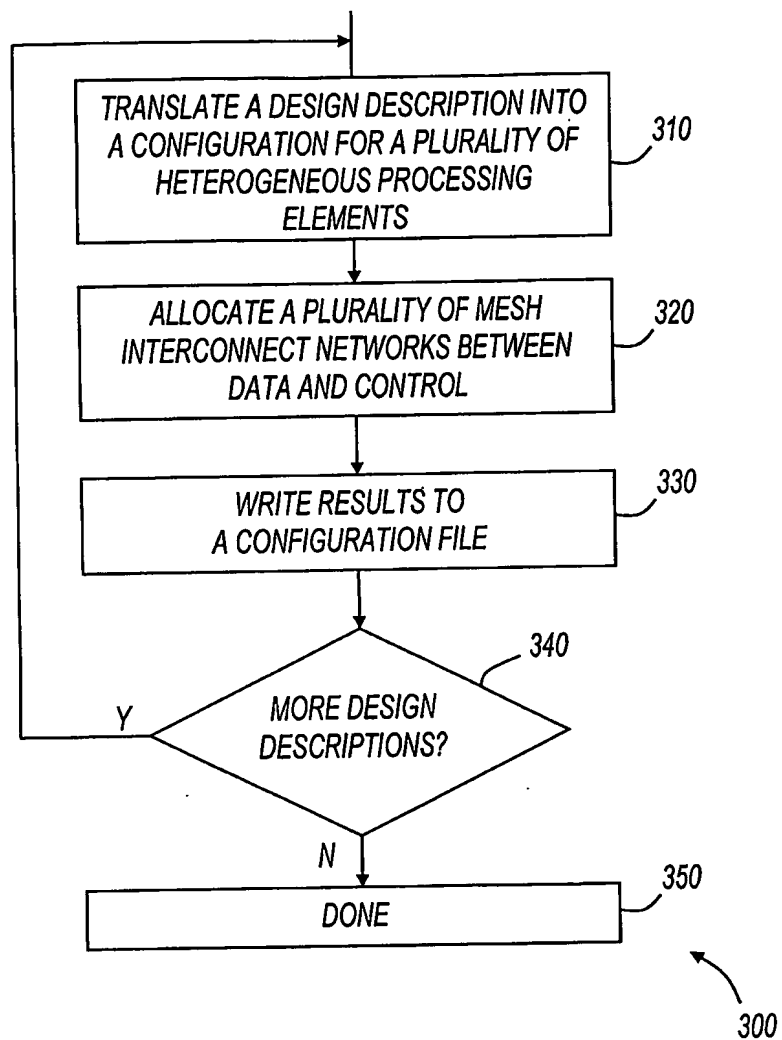 TRANSLATE A DESIGN DESCRIPTION INTO
A CONFIGURATION FOR A PLURALITY OF
HETEROGENEOUS PROCESSING
ELEMENTS
310
ALLOCATE A PLURALITY OF MESH
INTERCONNECT NETWORKS BETWEEN
DATA AND CONTROL
320
WRITE RESULTS TO
A CONFIGURATION FILE
330
340
MORE DESIGN
DESCRIPTIONS?
Y
N
DONE
350
300